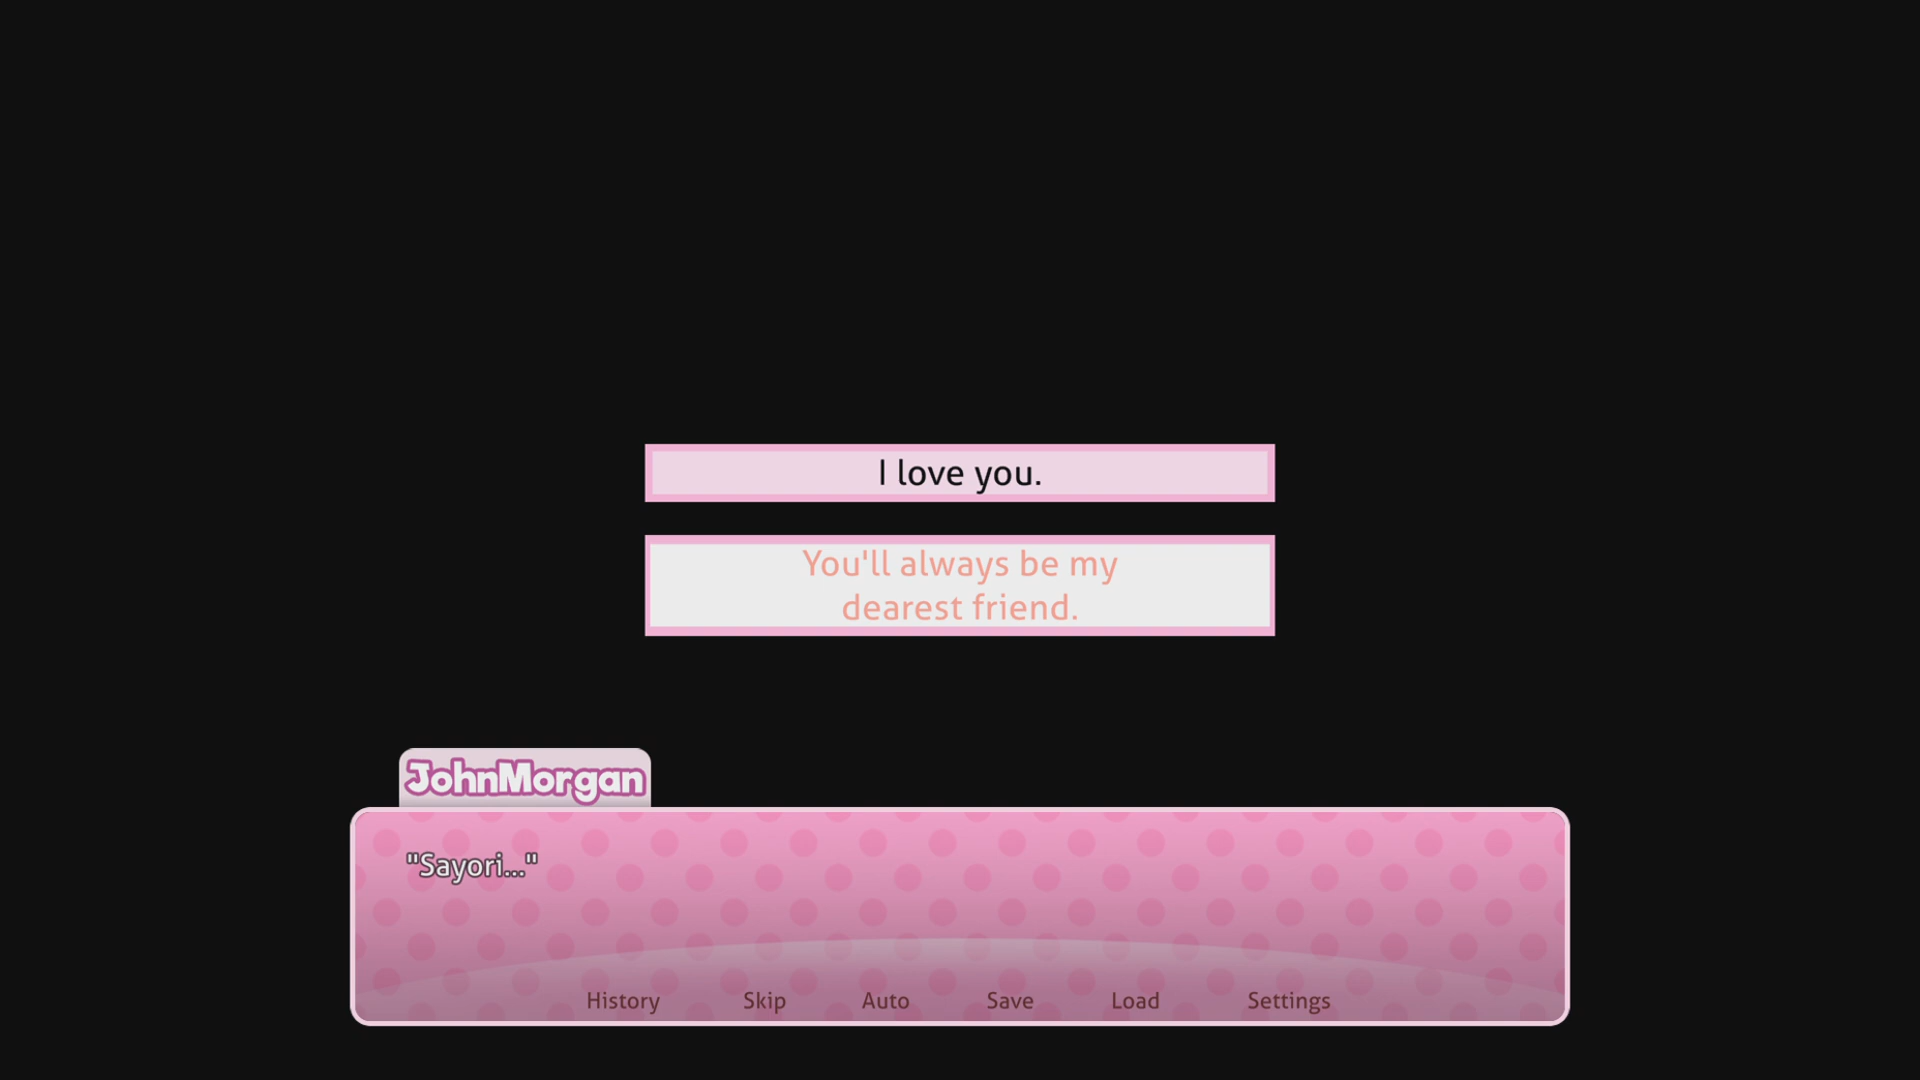 I love you.
You'll always be my
dearest friend.
JohnMorgan
"Sayori..."
History Skip Auto Save Load Settings